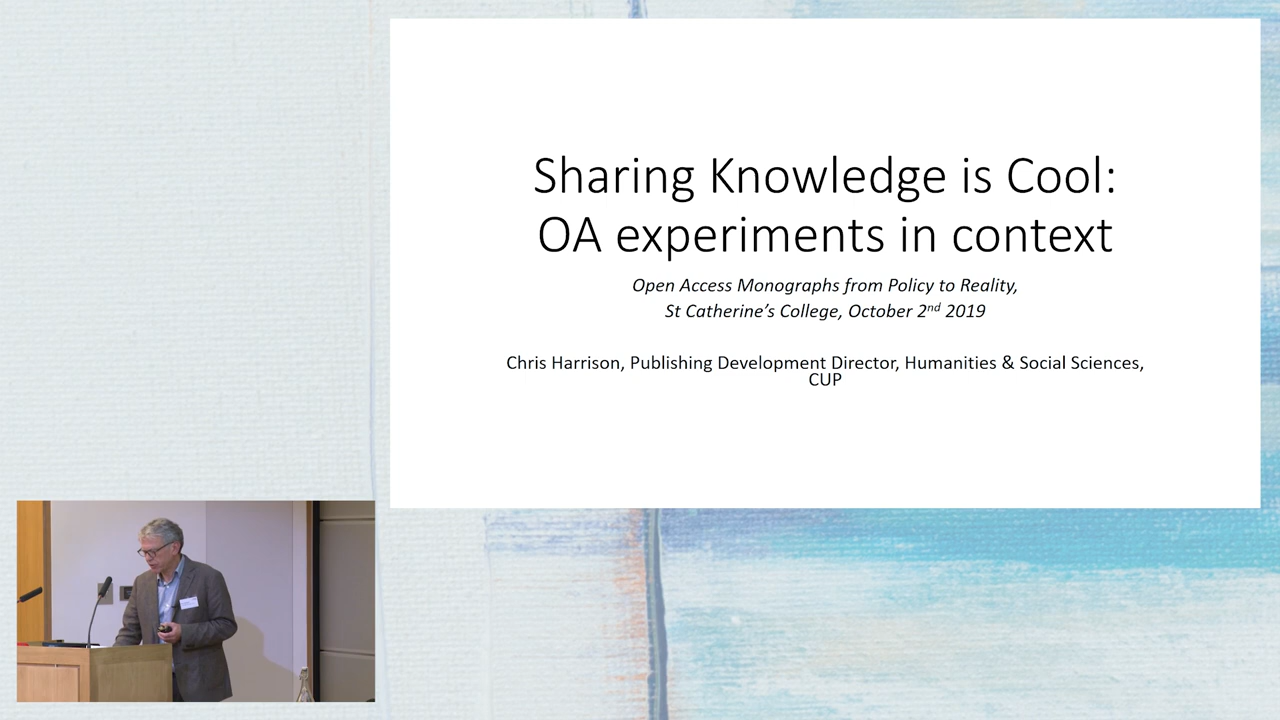 Sharing Knowledge is Cool:
OA experiments in context
Open Access Monographs from Policy to Reality,
St Catherine's College, October 2nd 2019
Chris Harrison, Publishing Development Director, Humanities & Social Sciences,
CUP